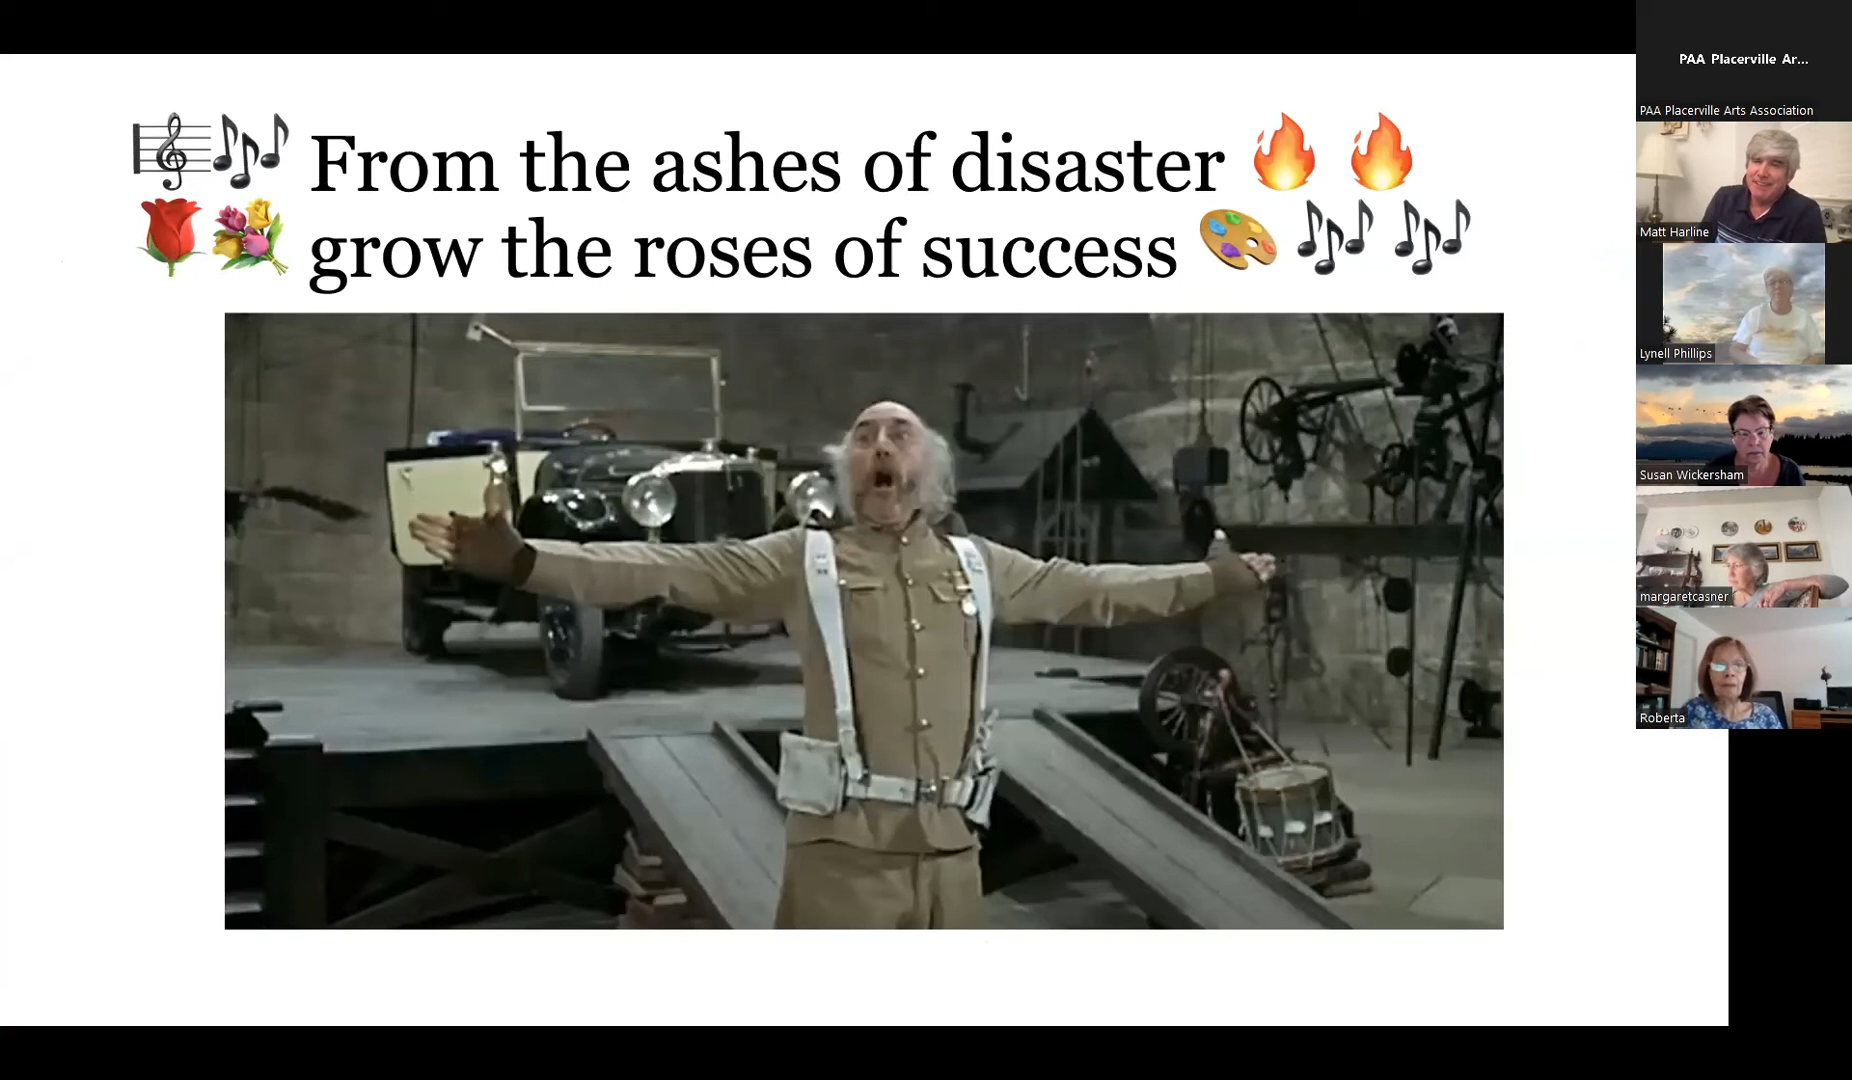 From the ashes of disaster
grow the roses of success
PAA Placerville Ar...
PAA Placerville Arts Association
Matt Harline
Lynell Phillips
Susan Wickersham
margaretcasner
Roberta